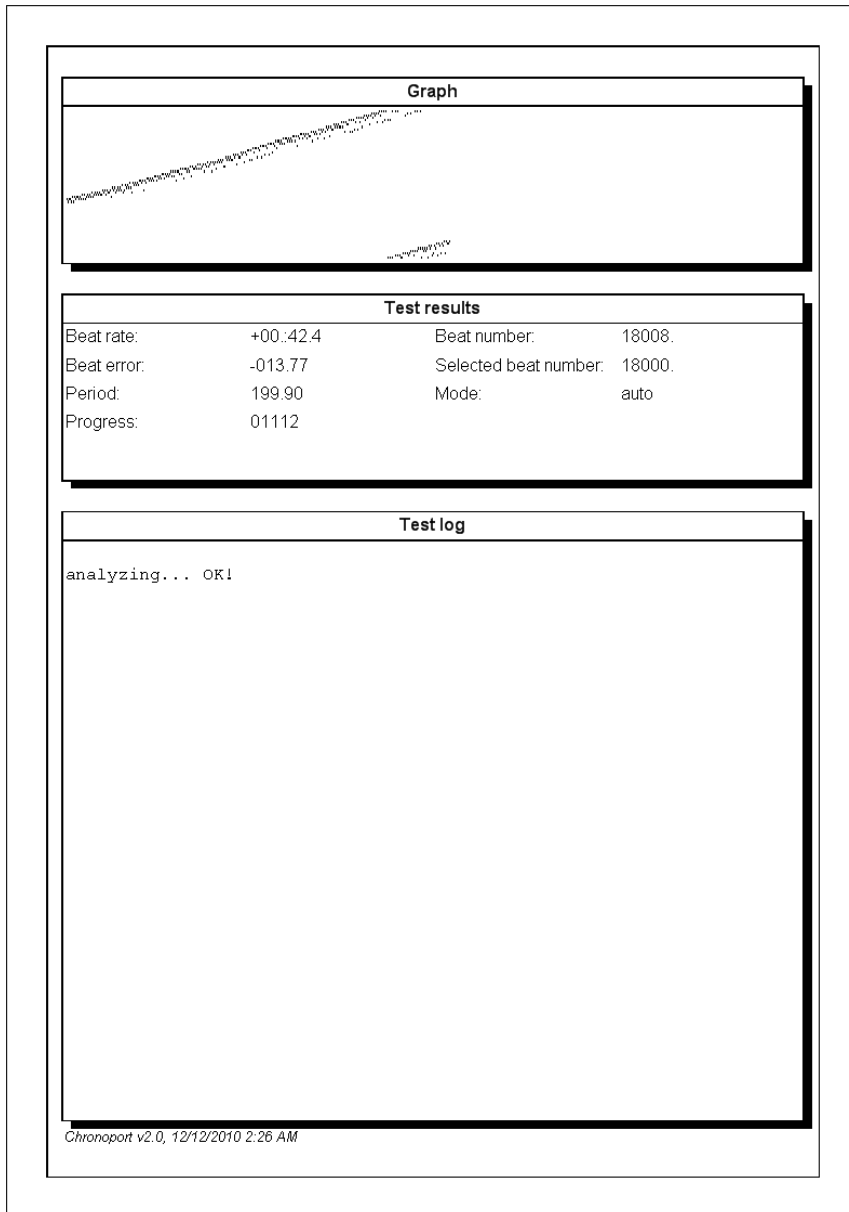 Graph
Test results
Beat rate: +00.:42.4 Beat number: 18008.
Beat error: -013.77 Selected beat number: 18000.
Period: 199.90 Mode: auto
Progress: 01112
Test log
analyzing... OK!
Chronoport v2.0, 12/12/2010 2:26 AM